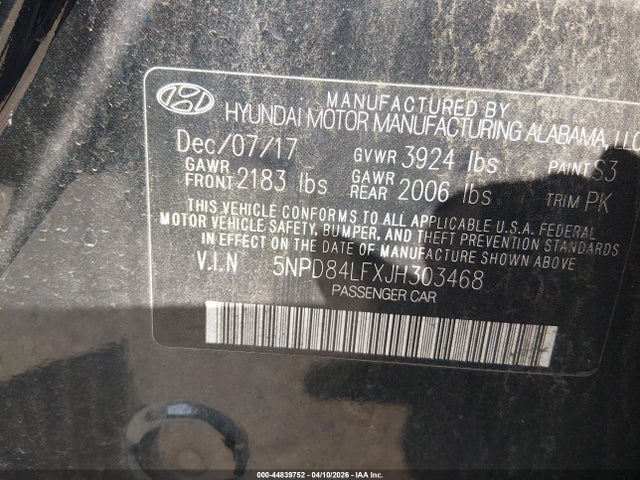 MANUFACTURED BY
HYUNDAI MOTOR MANUFACTURING ALABAMA, LLC
Dec/07/17 GVWR 3924 lbs PAINT S3
GAWR FRONT 2183 lbs GAWR REAR 2006 lbs TRIM PK
THIS VEHICLE CONFORMS TO ALL APPLICABLE U.S.A. FEDERAL
MOTOR VEHICLE SAFETY, BUMPER, AND THEFT PREVENTION STANDARDS
IN EFFECT ON THE DATE OF MANUFACTURE SHOWN ABOVE.
V.I.N 5NPD84LFXJH303468
PASSENGER CAR
000-44839752 - 04/10/2026 - IAA Inc.